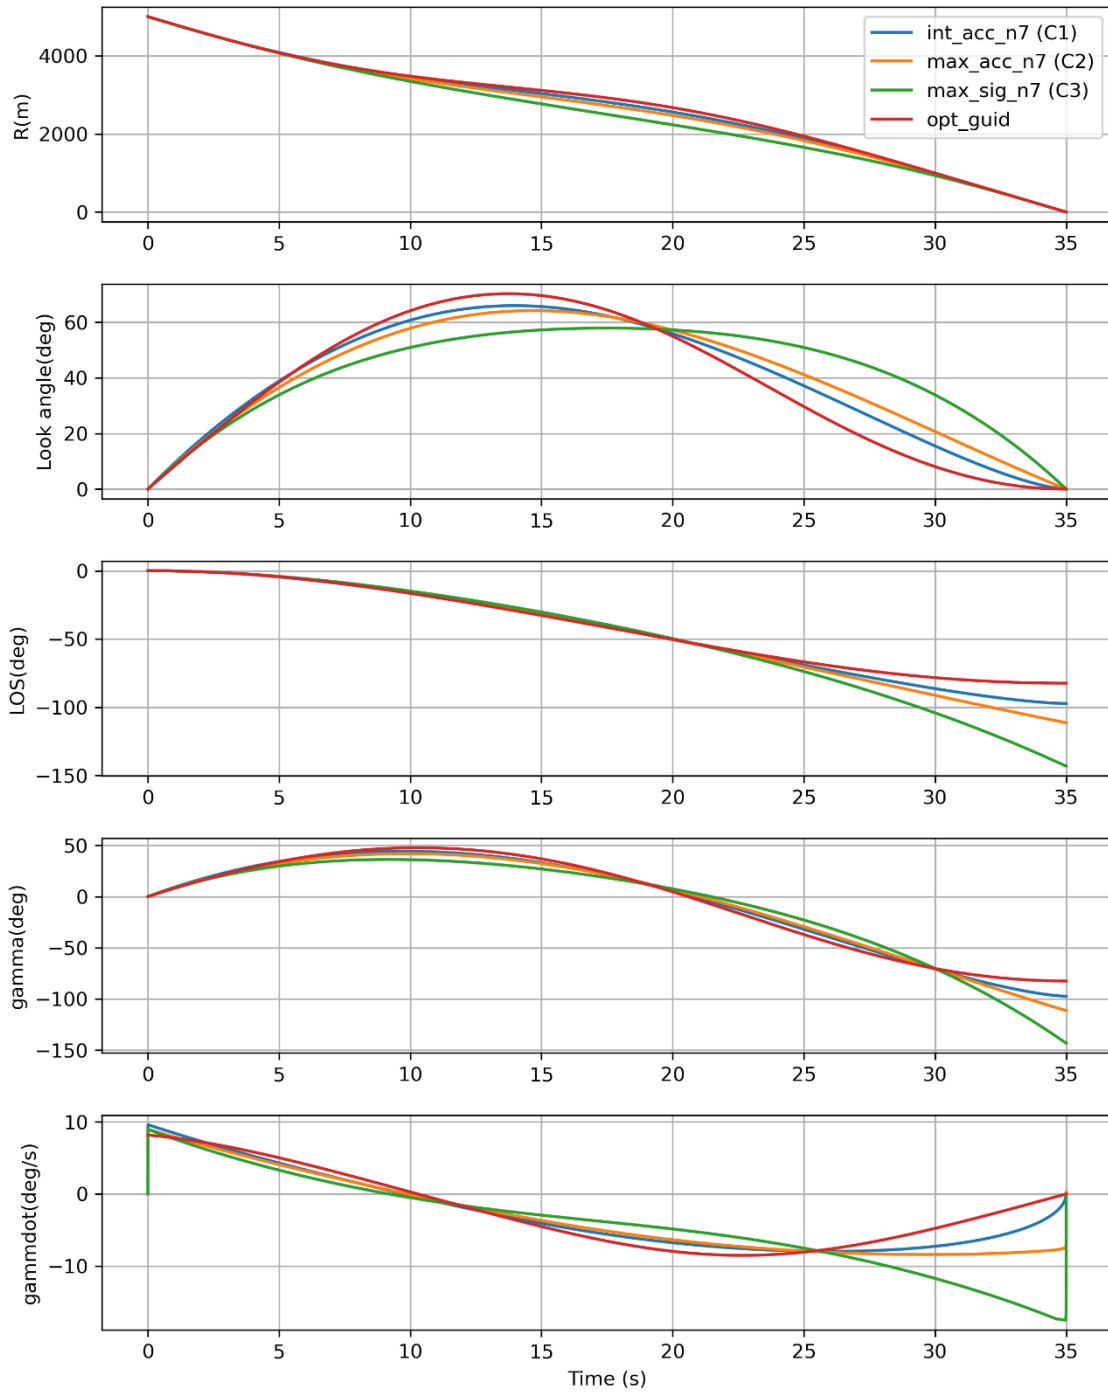 R(m)
4000
2000
0
int_acc_n7 (C1)
max_acc_n7 (C2)
max_sig_n7 (C3)
opt_guid
0 5 10 15 20 25 30 35
Look angle(deg)
60
40
20
0
0 5 10 15 20 25 30 35
LOS(deg)
0
−50
−100
−150
0 5 10 15 20 25 30 35
gamma(deg)
50
0
−50
−100
−150
0 5 10 15 20 25 30 35
gammdot(deg/s)
10
0
−10
0 5 10 15 20 25 30 35
Time (s)